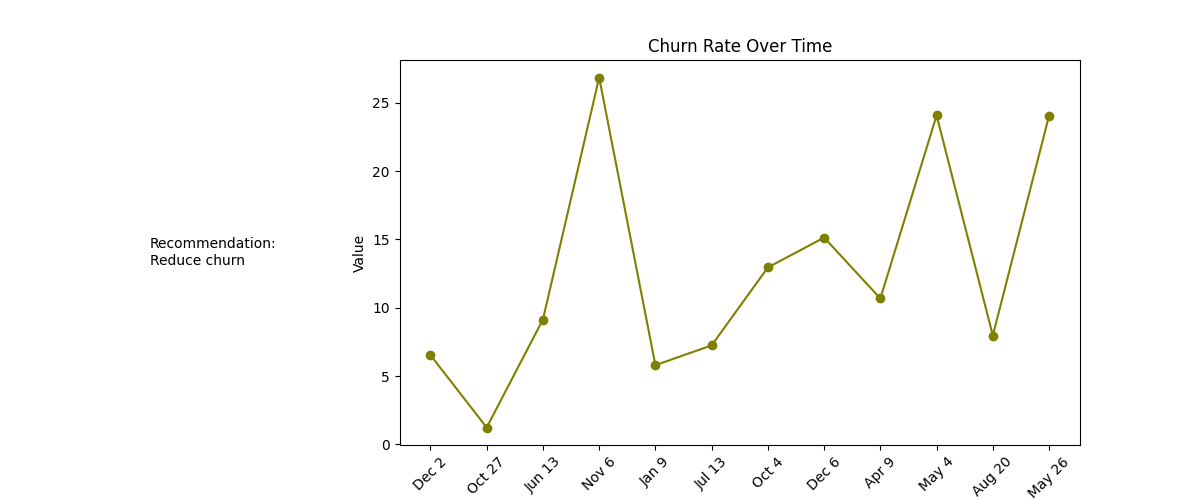 Churn Rate Over Time
Recommendation:
Reduce churn
Value
25
20
15
10
5
0
Dec 2
Oct 27
Jun 13
Nov 6
Jan 9
Jul 13
Oct 4
Dec 6
Apr 9
May 4
Aug 20
May 26